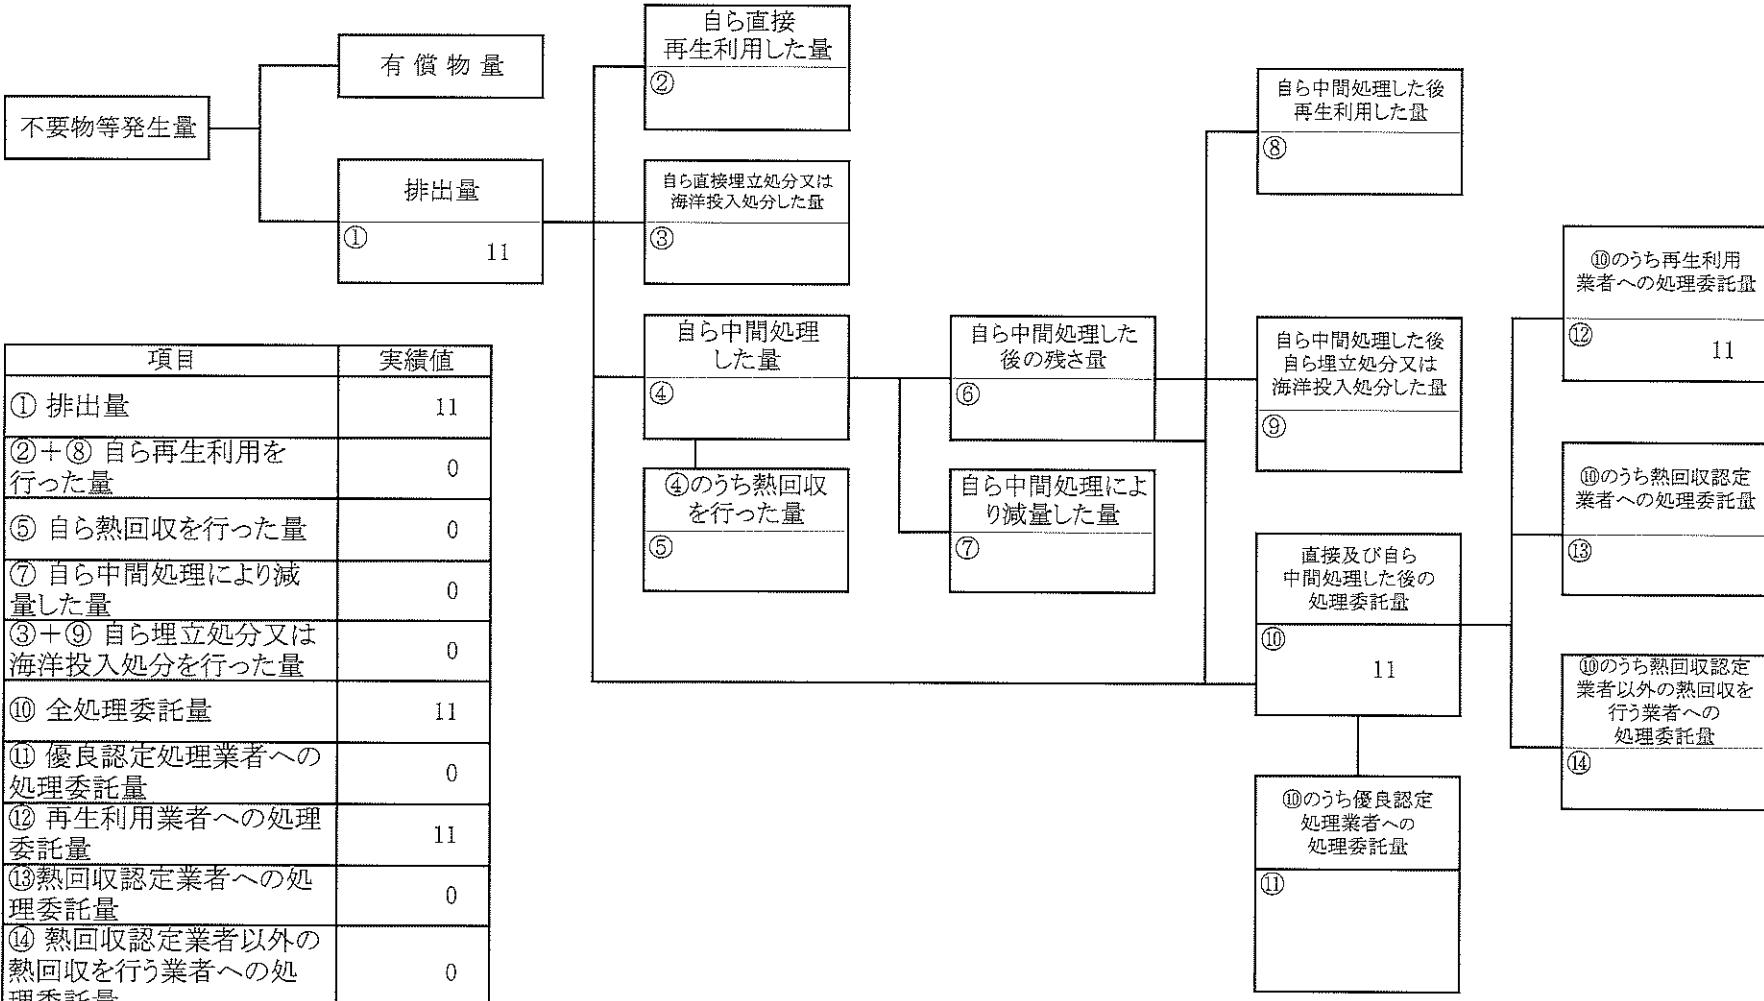 不要物等発生量
有償物量
排出量
①
11
自ら直接
再生利用した量
②
自ら直接埋立処分又は
海洋投入処分した量
③
自ら中間処理
した量
④
④のうち熱回収
を行った量
⑤
自ら中間処理した
後の残さ量
⑥
自ら中間処理によ
り減量した量
⑦
自ら中間処理した後
再生利用した量
⑧
自ら中間処理した後
自ら埋立処分又は
海洋投入処分した量
⑨
直接及び自ら
中間処理した後の
処理委託量
⑩
11
⑩のうち優良認定
処理業者への
処理委託量
⑪
⑩のうち再生利用
業者への処理委託量
⑫
11
⑩のうち熱回収認定
業者への処理委託量
⑬
⑩のうち熱回収認定
業者以外の熱回収を
行う業者への
処理委託量
⑭
項目 実績値
① 排出量 11
②+⑧ 自ら再生利用を
行った量 0
⑤ 自ら熱回収を行った量 0
⑦ 自ら中間処理により減
量した量 0
③+⑨ 自ら埋立処分又は
海洋投入処分を行った量 0
⑩ 全処理委託量 11
⑪ 優良認定処理業者への
処理委託量 0
⑫ 再生利用業者への処理
委託量 11
⑬熱回収認定業者への処
理委託量 0
⑭ 熱回収認定業者以外の
熱回収を行う業者への処 0
理委託量